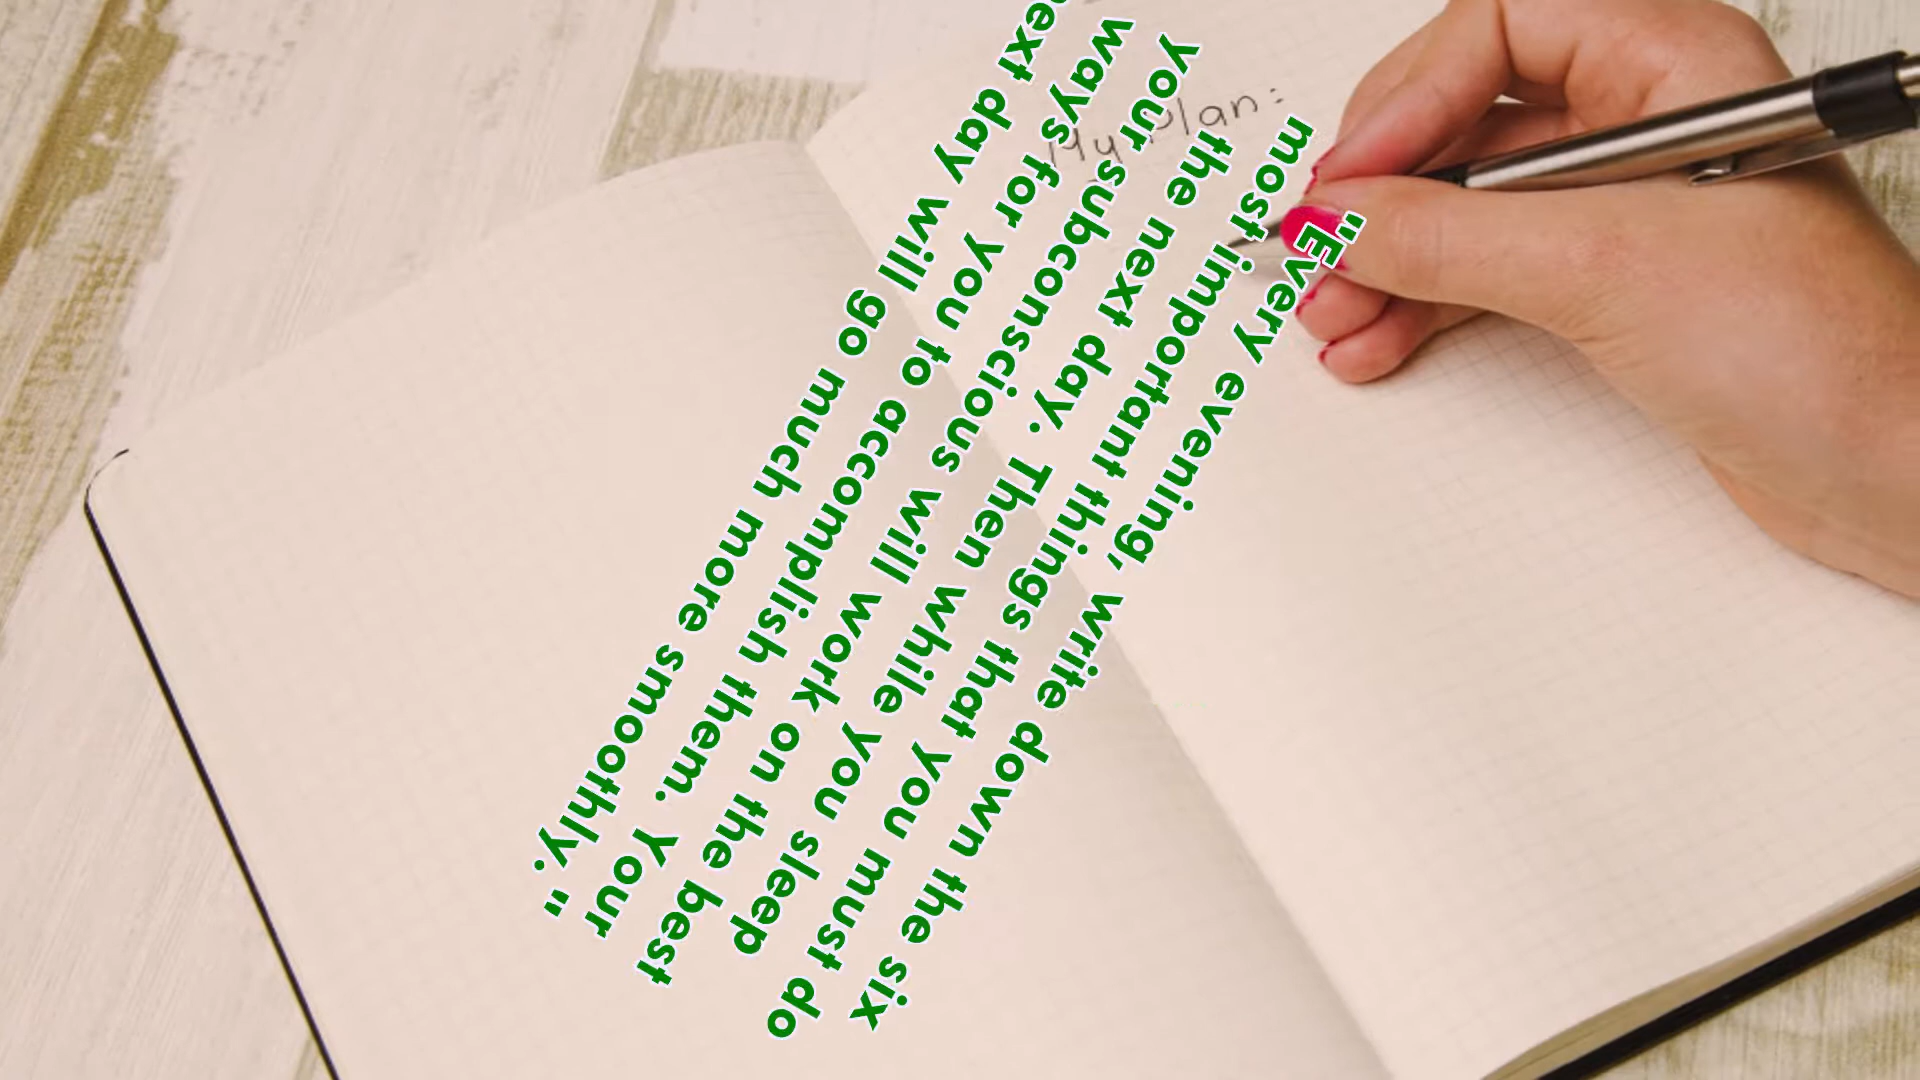 "Every evening, write down the six
most important things that you must do
the next day. Then while you sleep
your subconscious will work on the best
ways for you to accomplish them. Your
ext day will go much more smoothly."
My Plan: